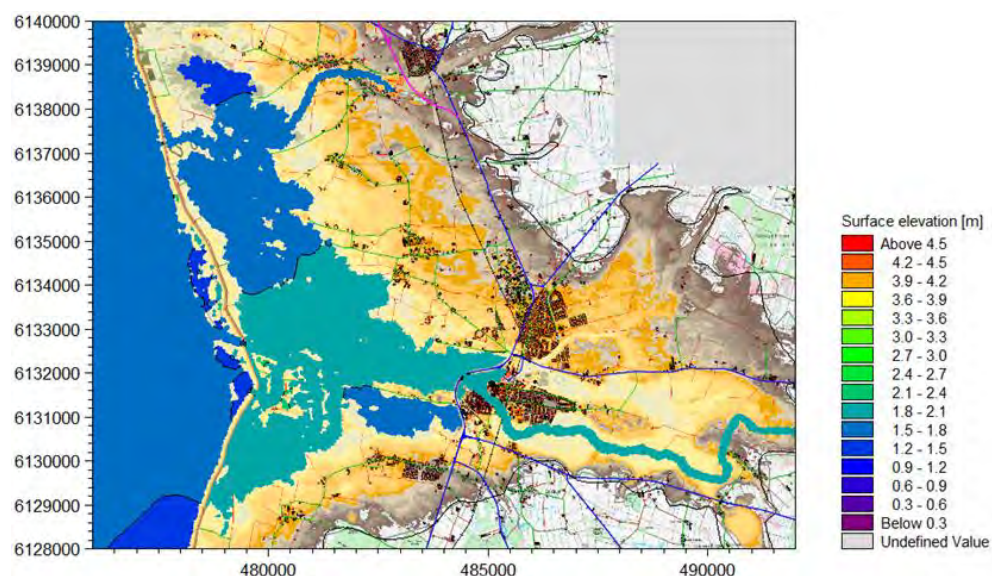 6140000
6139000
6138000
6137000
6136000
6135000
6134000
6133000
6132000
6131000
6130000
6129000
6128000
480000
485000
490000
Surface elevation [m]
Above 4.5
4.2 - 4.5
3.9 - 4.2
3.6 - 3.9
3.3 - 3.6
3.0 - 3.3
2.7 - 3.0
2.4 - 2.7
2.1 - 2.4
1.8 - 2.1
1.5 - 1.8
1.2 - 1.5
0.9 - 1.2
0.6 - 0.9
0.3 - 0.6
Below 0.3
Undefined Value